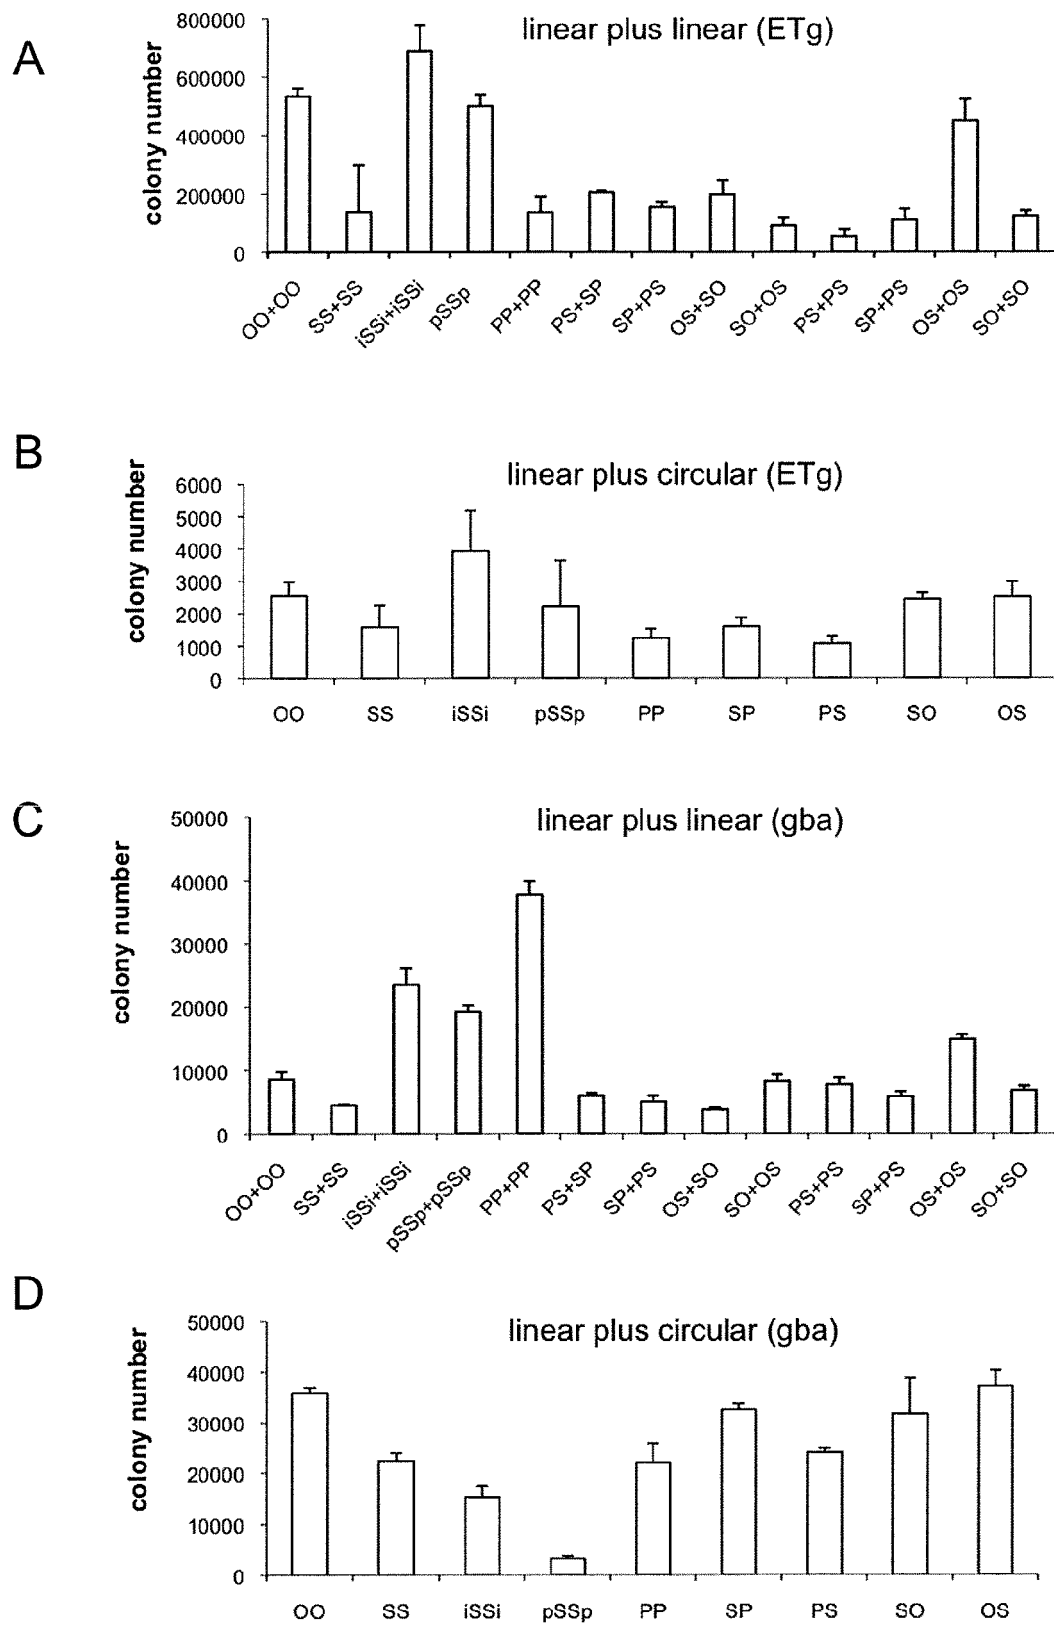 A
linear plus linear (ETg)
colony number
800000
600000
400000
200000
0
OO+OO
SS+SS
iSSi+iSSi
pSSp
PP+PP
PS+SP
SP+PS
OS+SO
SO+OS
PS+PS
SP+PS
OS+OS
SO+SO
B
linear plus circular (ETg)
colony number
6000
5000
4000
3000
2000
1000
0
OO SS iSSi pSSp PP SP PS SO OS
C
linear plus linear (gba)
colony number
50000
40000
30000
20000
10000
0
OO+OO
SS+SS
iSSi+iSSi
pSSp+pSSp
PP+PP
PS+SP
SP+PS
OS+SO
SO+OS
PS+PS
SP+PS
OS+OS
SO+SO
D
linear plus circular (gba)
colony number
50000
40000
30000
20000
10000
0
OO SS iSSi pSSp PP SP PS SO OS